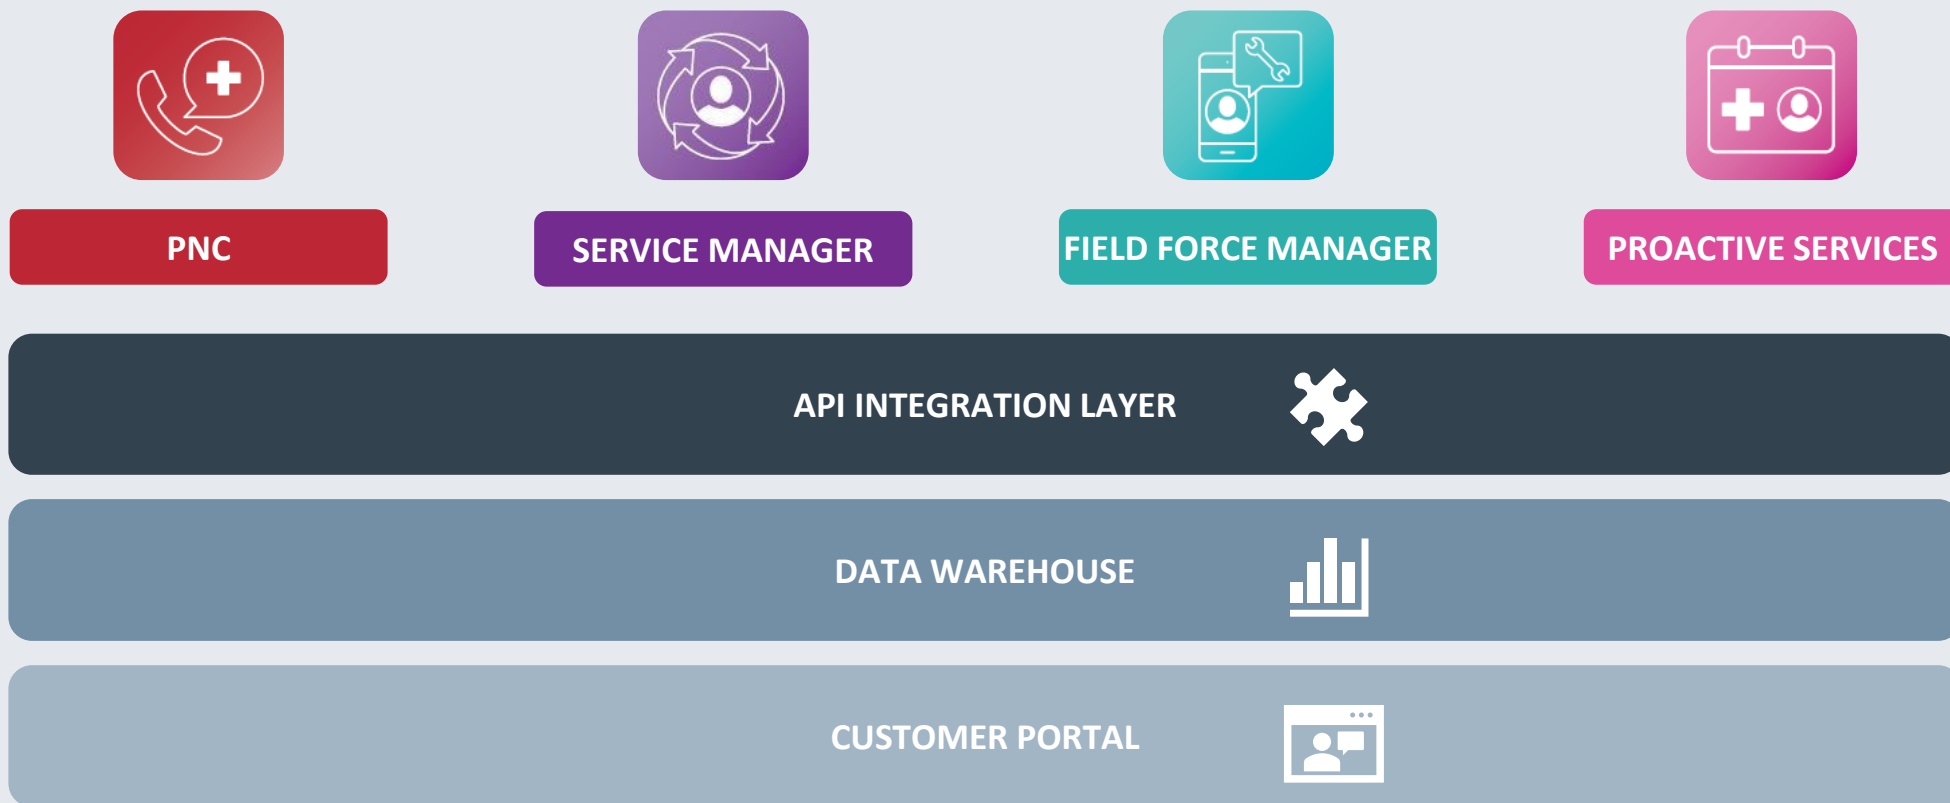 PNC
SERVICE MANAGER
FIELD FORCE MANAGER
PROACTIVE SERVICES
API INTEGRATION LAYER
DATA WAREHOUSE
CUSTOMER PORTAL